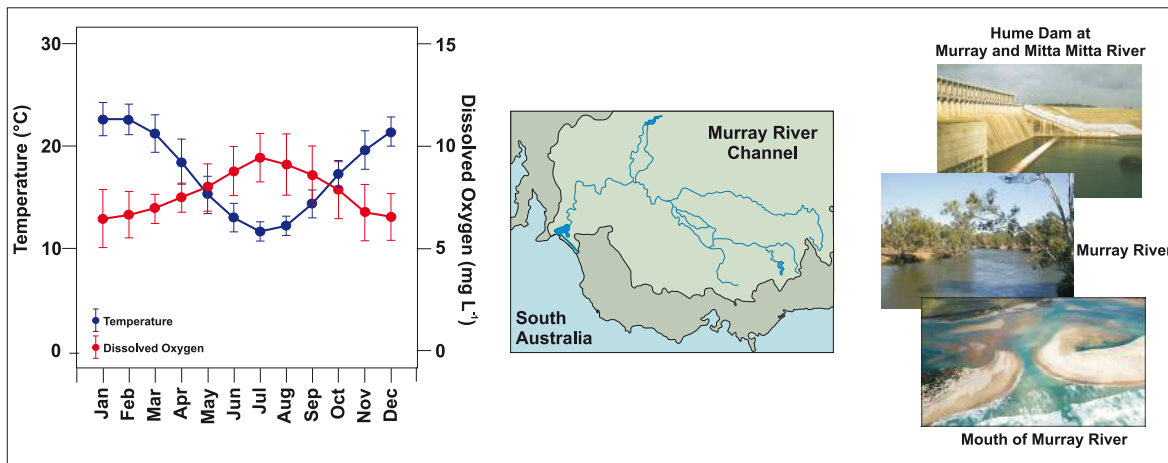 30
20
10
0
Temperature (°C)
Temperature
Dissolved Oxygen
Jan
Feb
Mar
Apr
May
Jun
Jul
Aug
Sep
Oct
Nov
Dec
15
10
5
0
Dissolved Oxygen (mg L⁻¹)
Murray River
Channel
South
Australia
Hume Dam at
Murray and Mitta Mitta River
Murray River
Mouth of Murray River